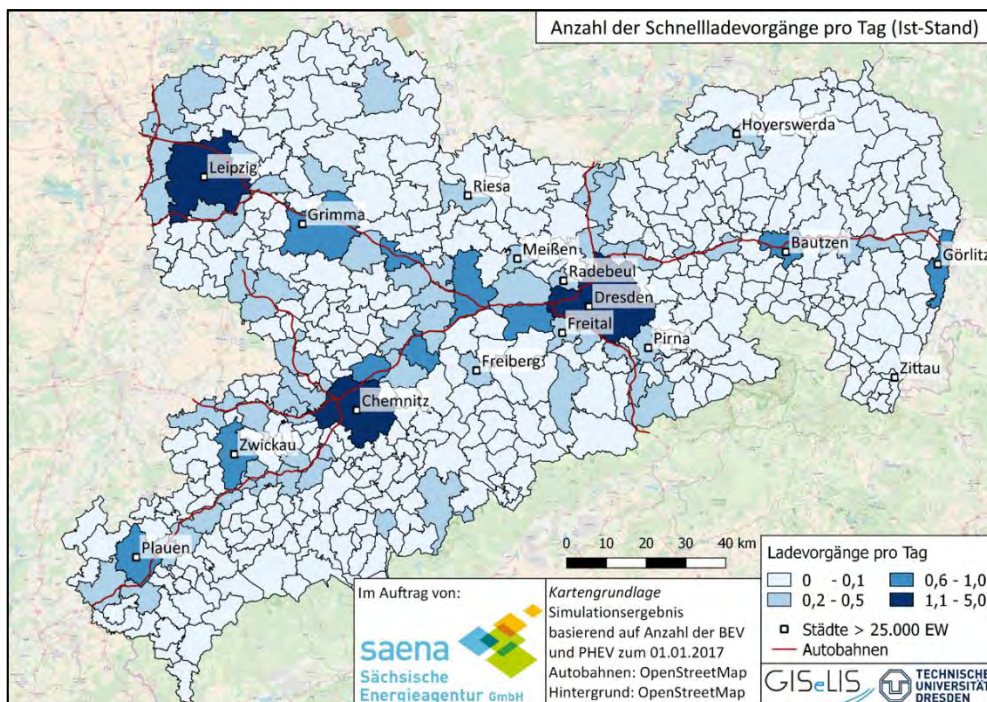 Anzahl der Schnellladevorgänge pro Tag (Ist-Stand)
Hoyerswerda
Leipzig
Riesa
Grimma
Meißen
Bautzen
Görlitz
Radebeul
Dresden
Freital
Pirna
Freiberg
Zittau
Chemnitz
Zwickau
Plauen
0 10 20 30 40 km
Ladevorgänge pro Tag
0 - 0,1
0,6 - 1,0
0,2 - 0,5
1,1 - 5,0
Städte > 25.000 EW
Autobahnen
Im Auftrag von:
saena
Sächsische
Energieagentur GmbH
Kartengrundlage
Simulationsergebnis
basierend auf Anzahl der BEV
und PHEV zum 01.01.2017
Autobahnen: OpenStreetMap
Hintergrund: OpenStreetMap
GISeLIS
TECHNISCHE
UNIVERSITÄT
DRESDEN